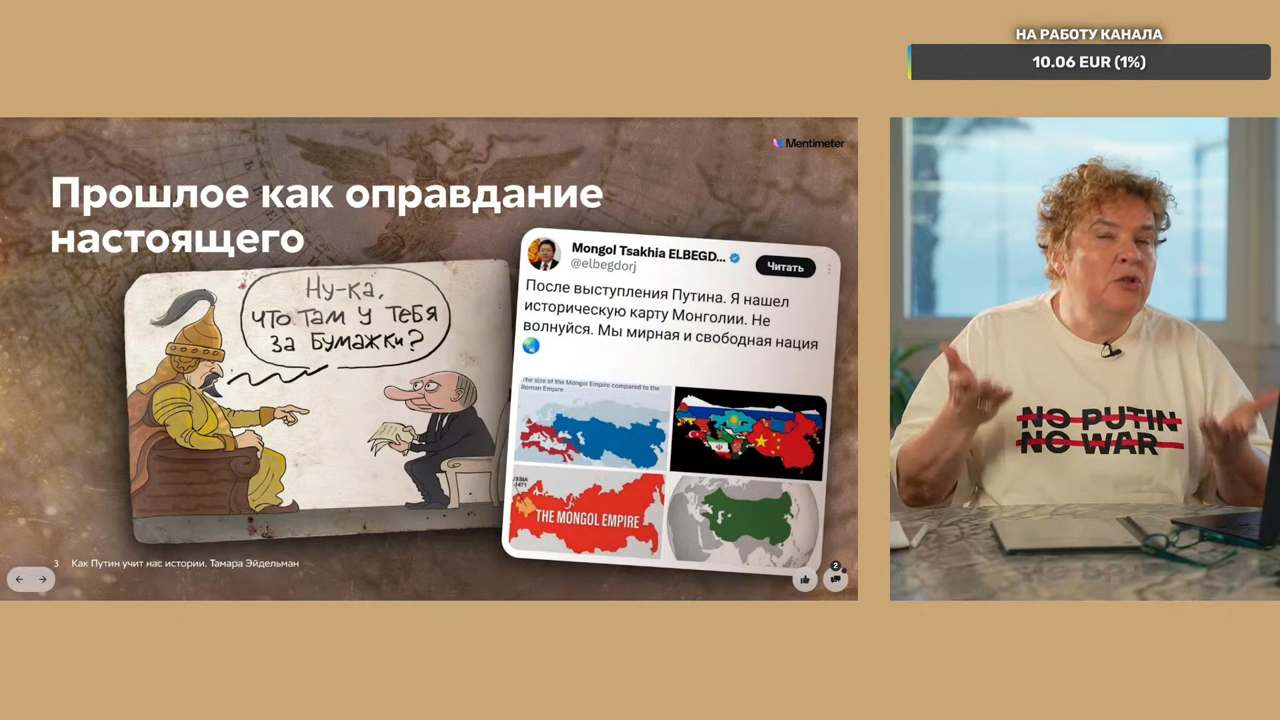 НА РАБОТУ КАНАЛА
10.06 EUR (1%)
Mentimeter
Прошлое как оправдание
настоящего
Ну-ка,
что там у тебя
за бумажки?
Mongol Tsakhia ELBEGD...
@elbegdorj
Читать
После выступления Путина. Я нашел
историческую карту Монголии. Не
волнуйся. Мы мирная и свободная нация
The size of the Mongol Empire compared to the
Roman Empire
THE MONGOL EMPIRE
NO PUTIN
NO WAR
3 Как Путин учит нас истории. Тамара Эйдельман
2